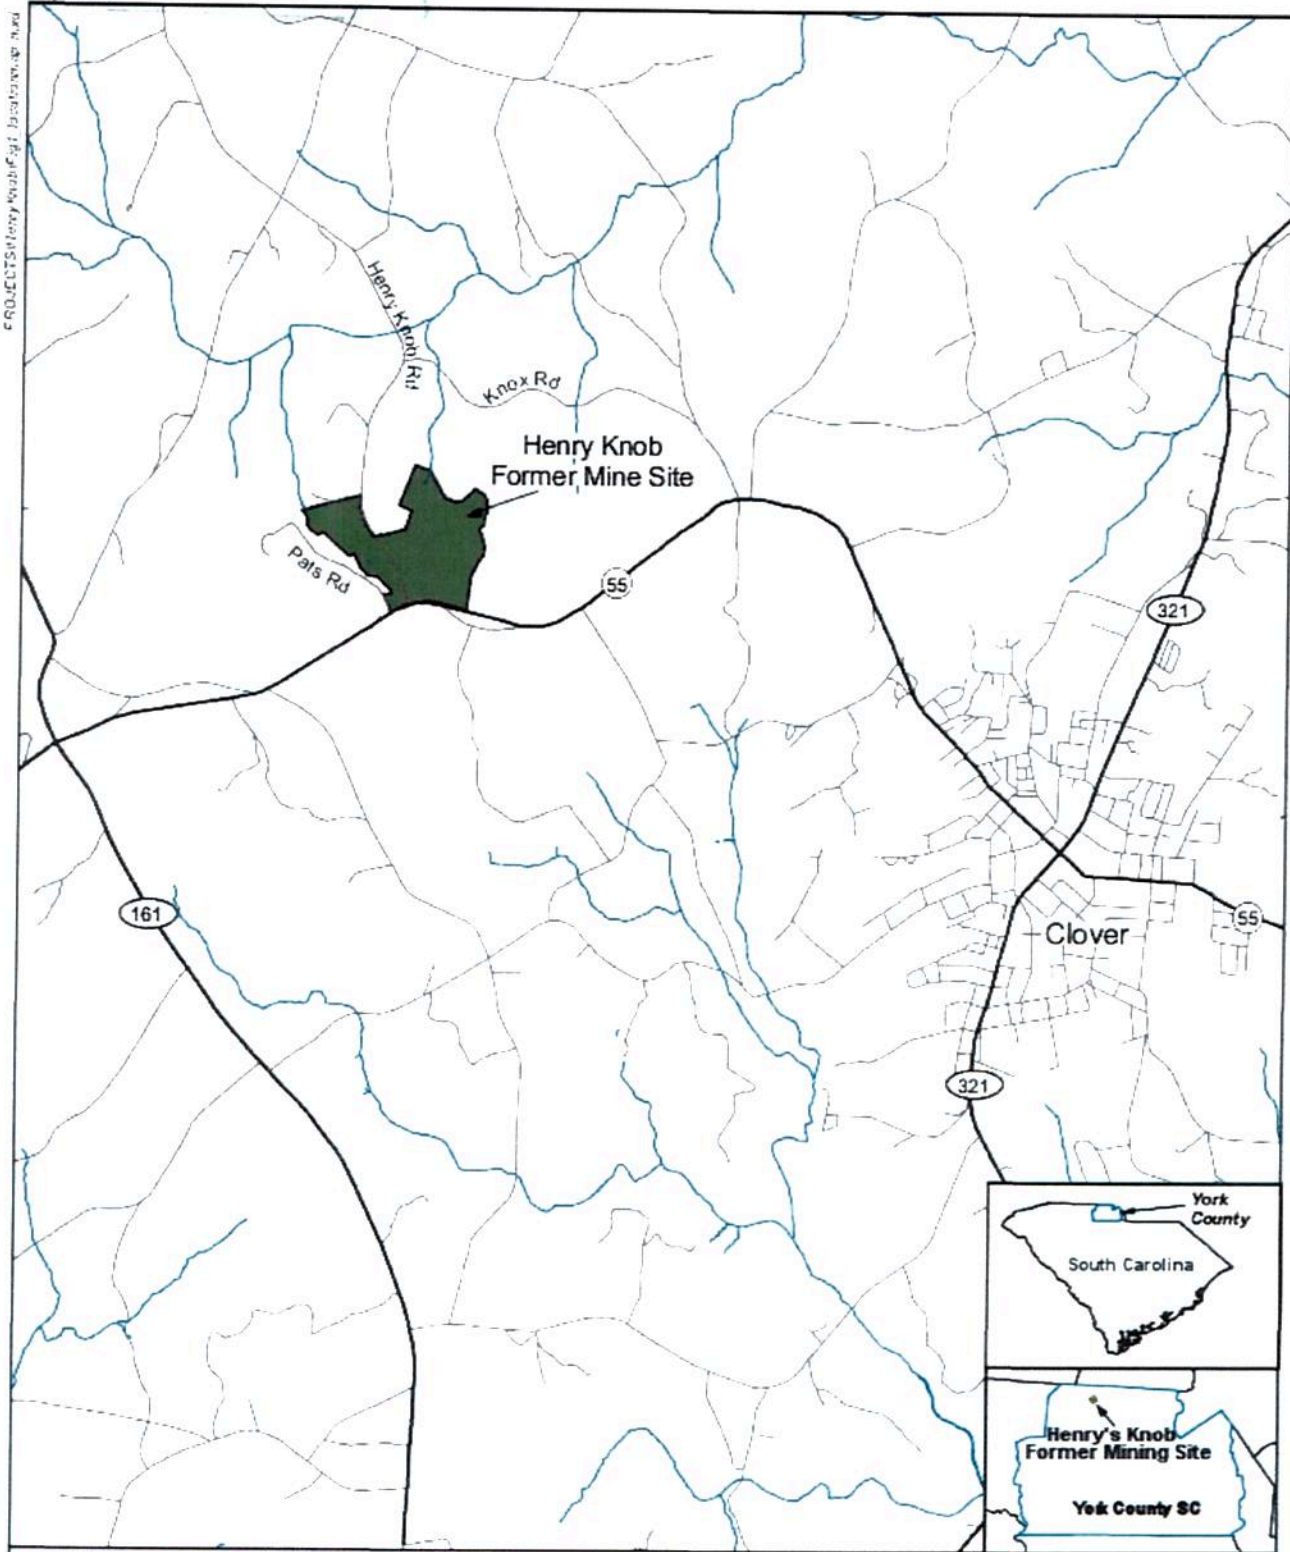 Henry Knob Rd
Knox Rd
Henry Knob
Former Mine Site
Pats Rd
55
321
161
55
Clover
321
York
County
South Carolina
Henry's Knob
Former Mining Site
York County SC